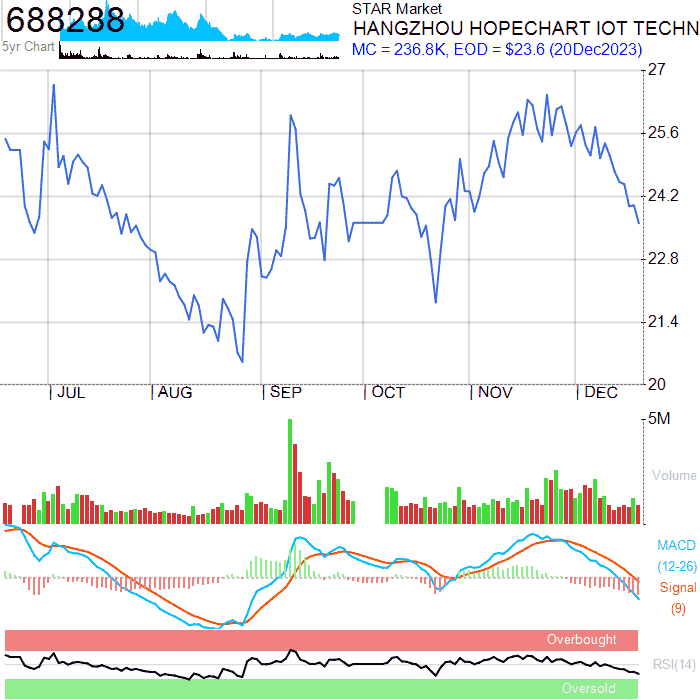 688288
5yr Chart
STAR Market
HANGZHOU HOPECHART IOT TECHN
MC = 236.8K, EOD = $23.6 (20Dec2023)
27
25.6
24.2
22.8
21.4
20
JUL AUG SEP OCT NOV DEC
5M
Volume
MACD
(12-26)
Signal
(9)
Overbought
RSI(14)
Oversold